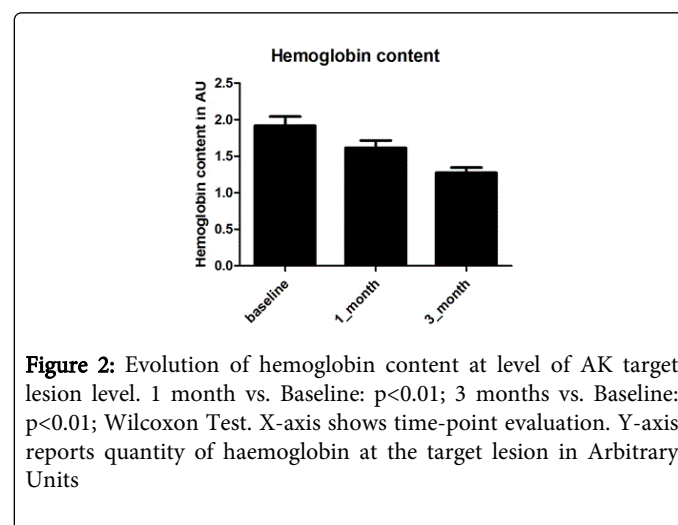 Hemoglobin content
Hemoglobin content in AU
2.5
2.0
1.5
1.0
0.5
0.0
baseline
1_month
3_month
Figure 2: Evolution of hemoglobin content at level of AK target
lesion level. 1 month vs. Baseline: p<0.01; 3 months vs. Baseline:
p<0.01; Wilcoxon Test. X-axis shows time-point evaluation. Y-axis
reports quantity of haemoglobin at the target lesion in Arbitrary
Units